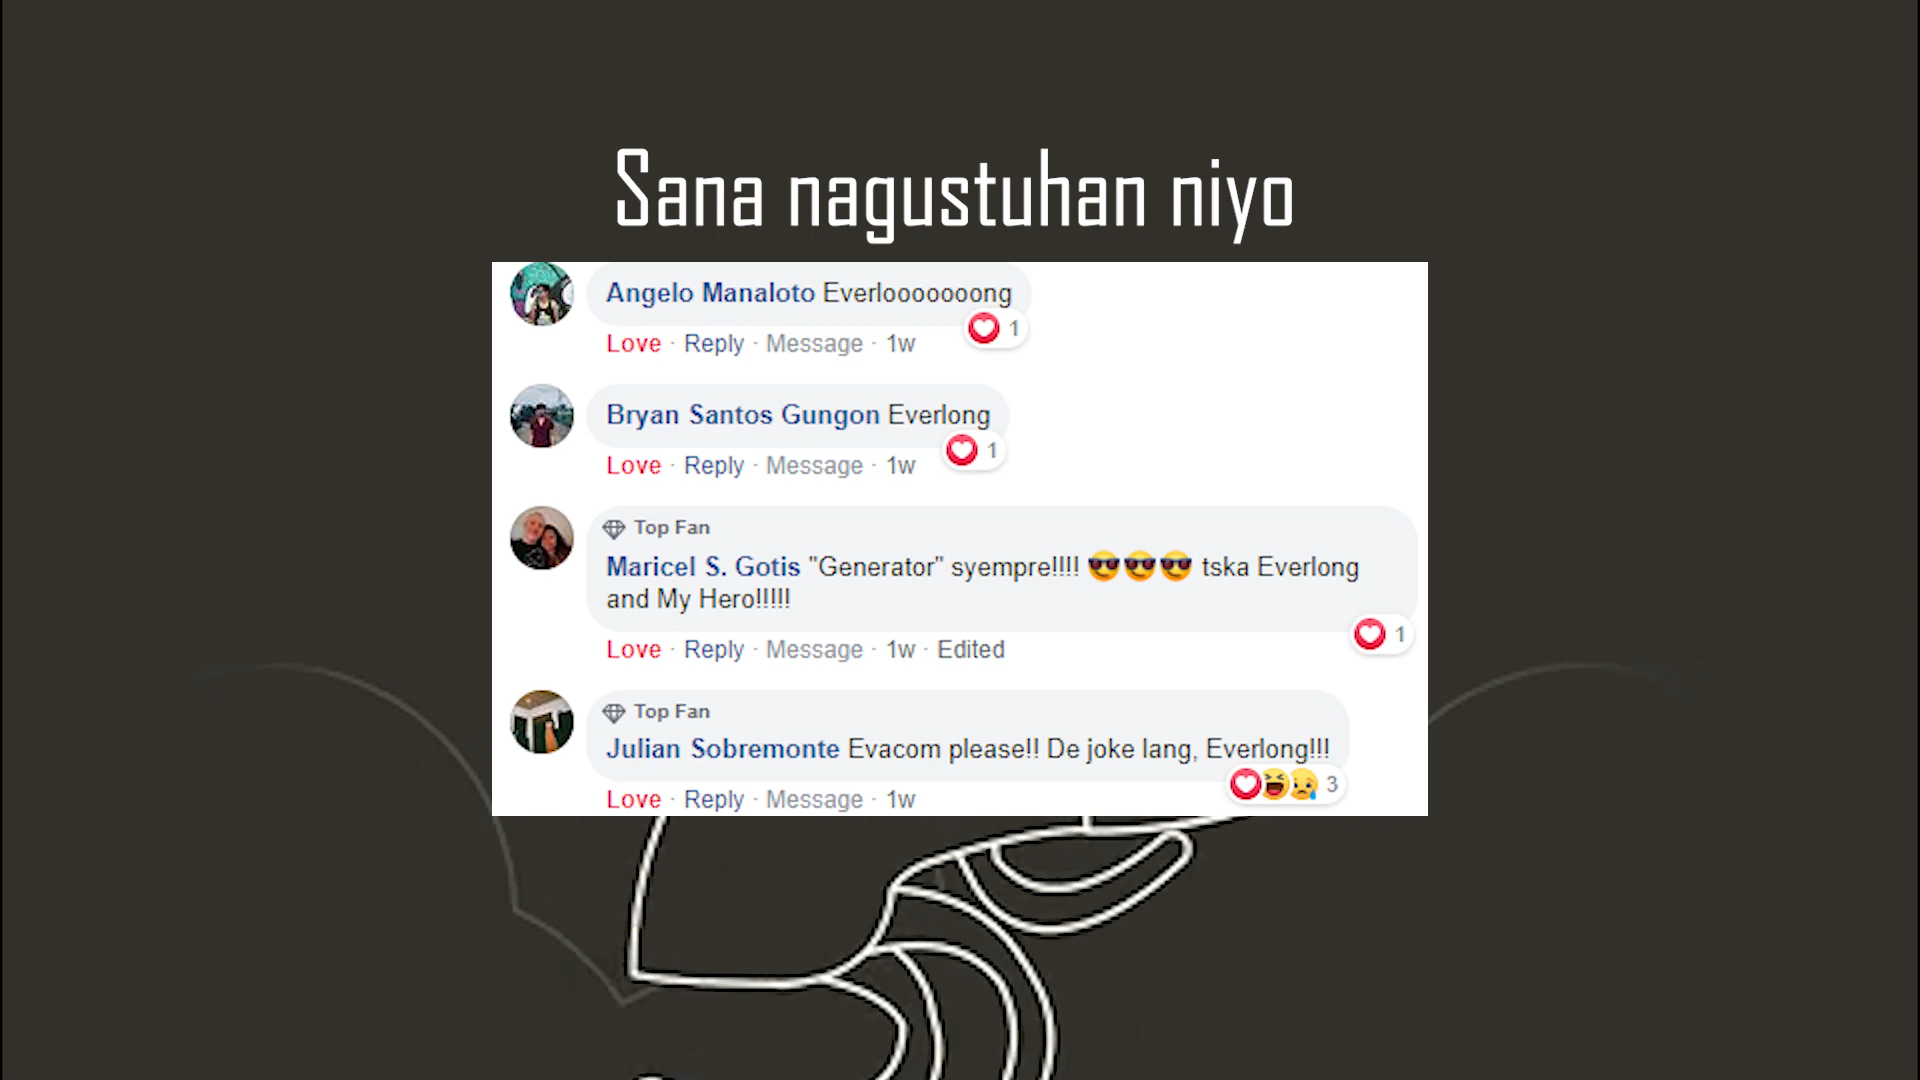 Sana nagustuhan niyo
Angelo Manaloto Everloooooooong
1
Love · Reply · Message · 1w
Bryan Santos Gungon Everlong
1
Love · Reply · Message · 1w
Top Fan
Maricel S. Gotis "Generator" syempre!!!! 😎😎😎 tska Everlong
and My Hero!!!!!
1
Love · Reply · Message · 1w · Edited
Top Fan
Julian Sobremonte Evacom please!! De joke lang, Everlong!!!
3
Love · Reply · Message · 1w